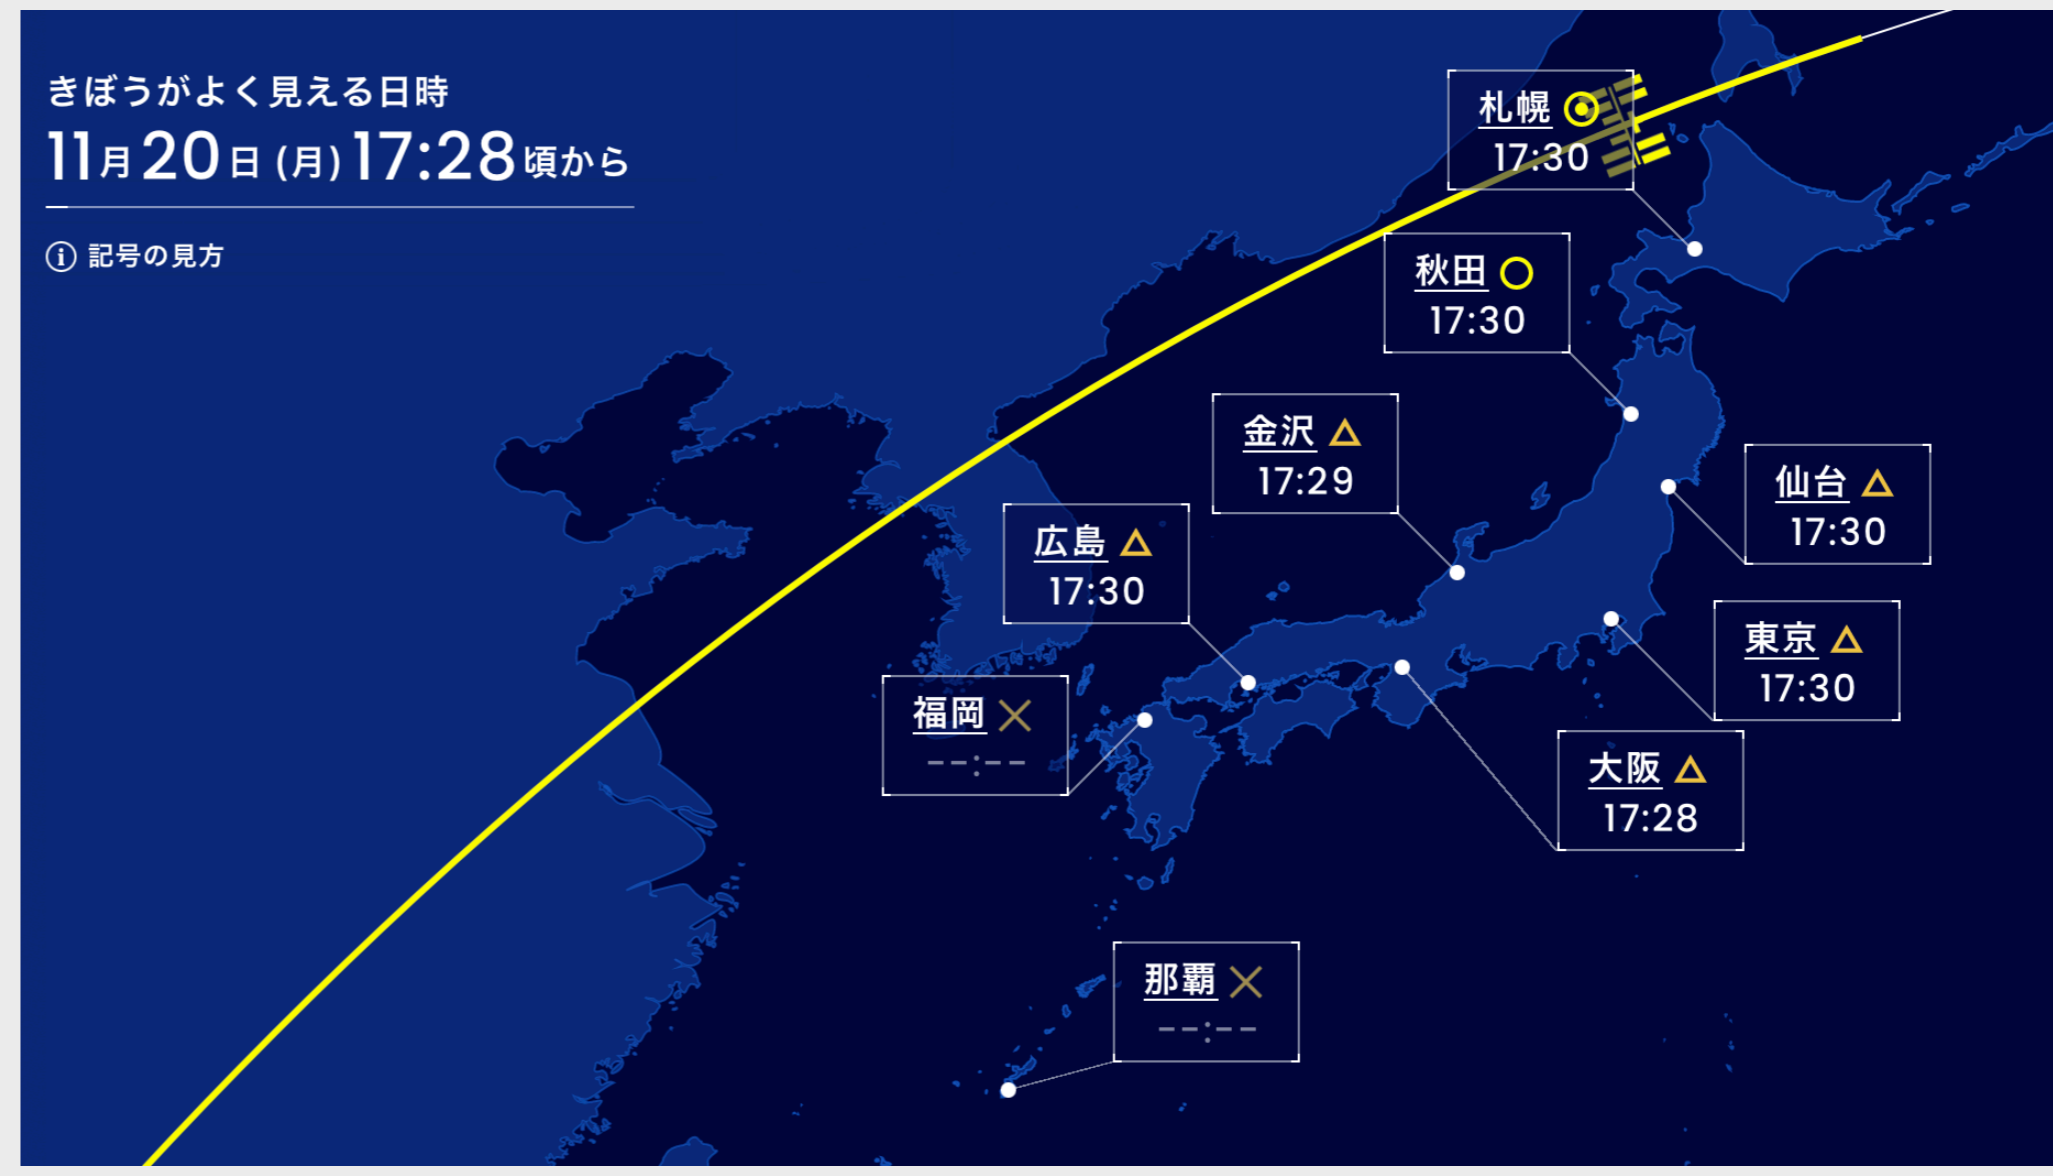 きぼうがよく見える日時
11月20日(月)17:28頃から
i 記号の見方
札幌 ◎
17:30
秋田 ○
17:30
金沢 △
17:29
仙台 △
17:30
広島 △
17:30
東京 △
17:30
福岡 ×
--:--
大阪 △
17:28
那覇 ×
--:--